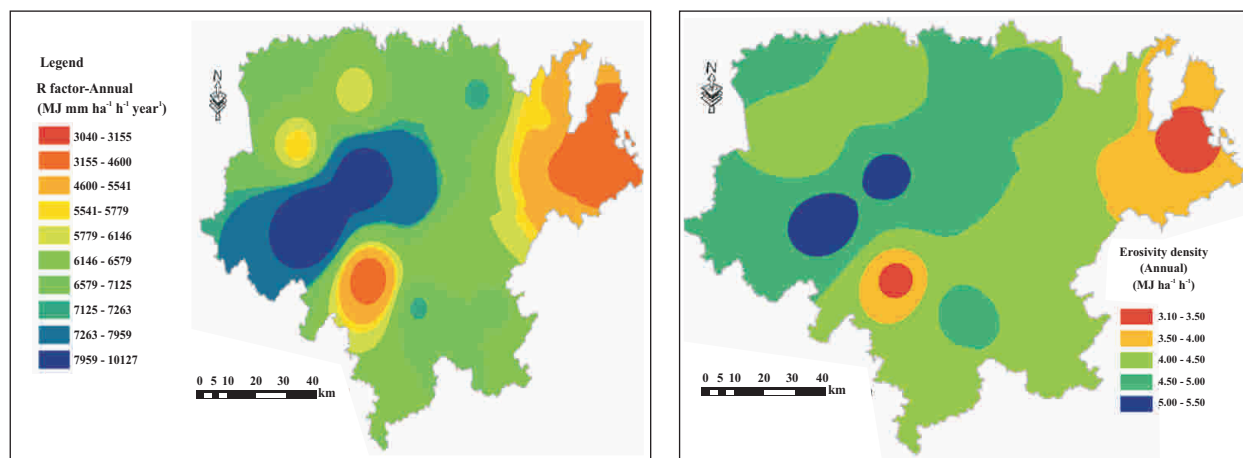 Legend
R factor-Annual
(MJ mm ha⁻¹ h⁻¹ year¹)
3040 - 3155
3155 - 4600
4600 - 5541
5541- 5779
5779 - 6146
6146 - 6579
6579 - 7125
7125 - 7263
7263 - 7959
7959 - 10127
N
0 5 10 20 30 40
km
N
Erosivity density
(Annual)
(MJ ha⁻¹ h⁻¹)
3.10 - 3.50
3.50 - 4.00
4.00 - 4.50
4.50 - 5.00
5.00 - 5.50
0 5 10 20 30 40
km